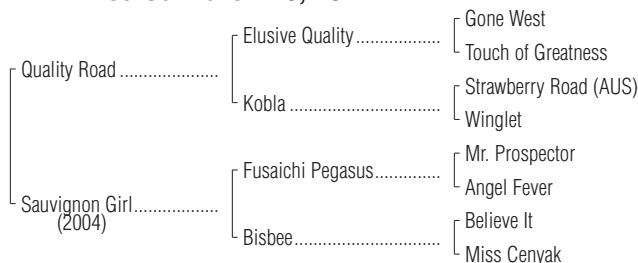 Gone West
Elusive Quality ..................
Touch of Greatness
Quality Road .....................
Strawberry Road (AUS)
Kobla ................................
Winglet
Mr. Prospector
Fusaichi Pegasus..............
Angel Fever
Sauvignon Girl..................
(2004)
Believe It
Bisbee...............................
Miss Cenyak